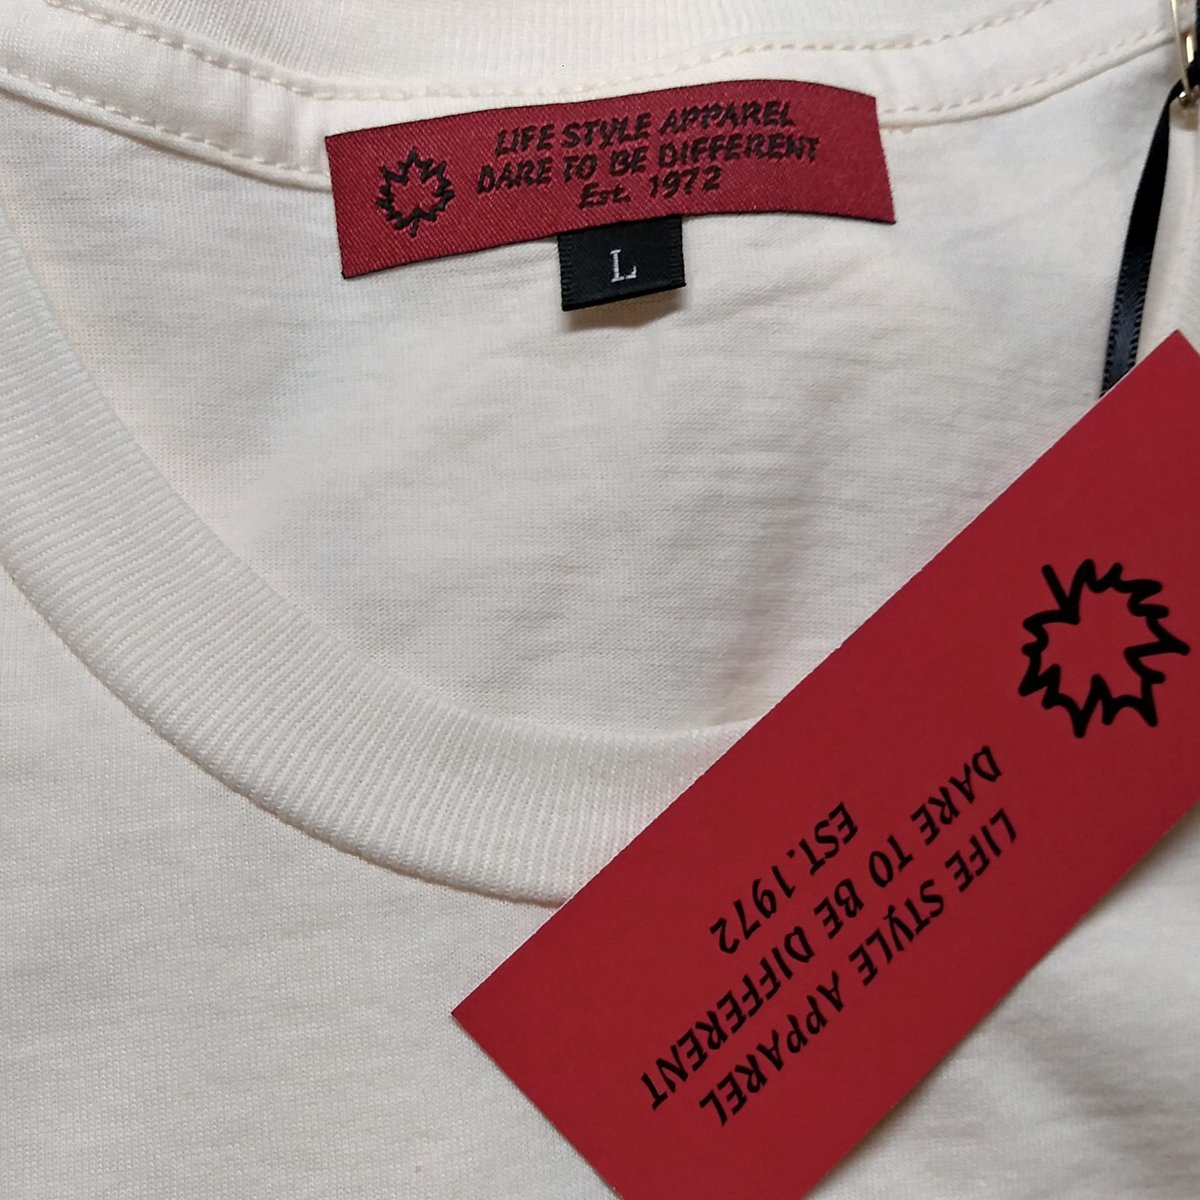 LIFE STYLE APPAREL
DARE TO BE DIFFERENT
Est. 1972
L
LIFE STYLE APPAREL
DARE TO BE DIFFERENT
EST. 1972